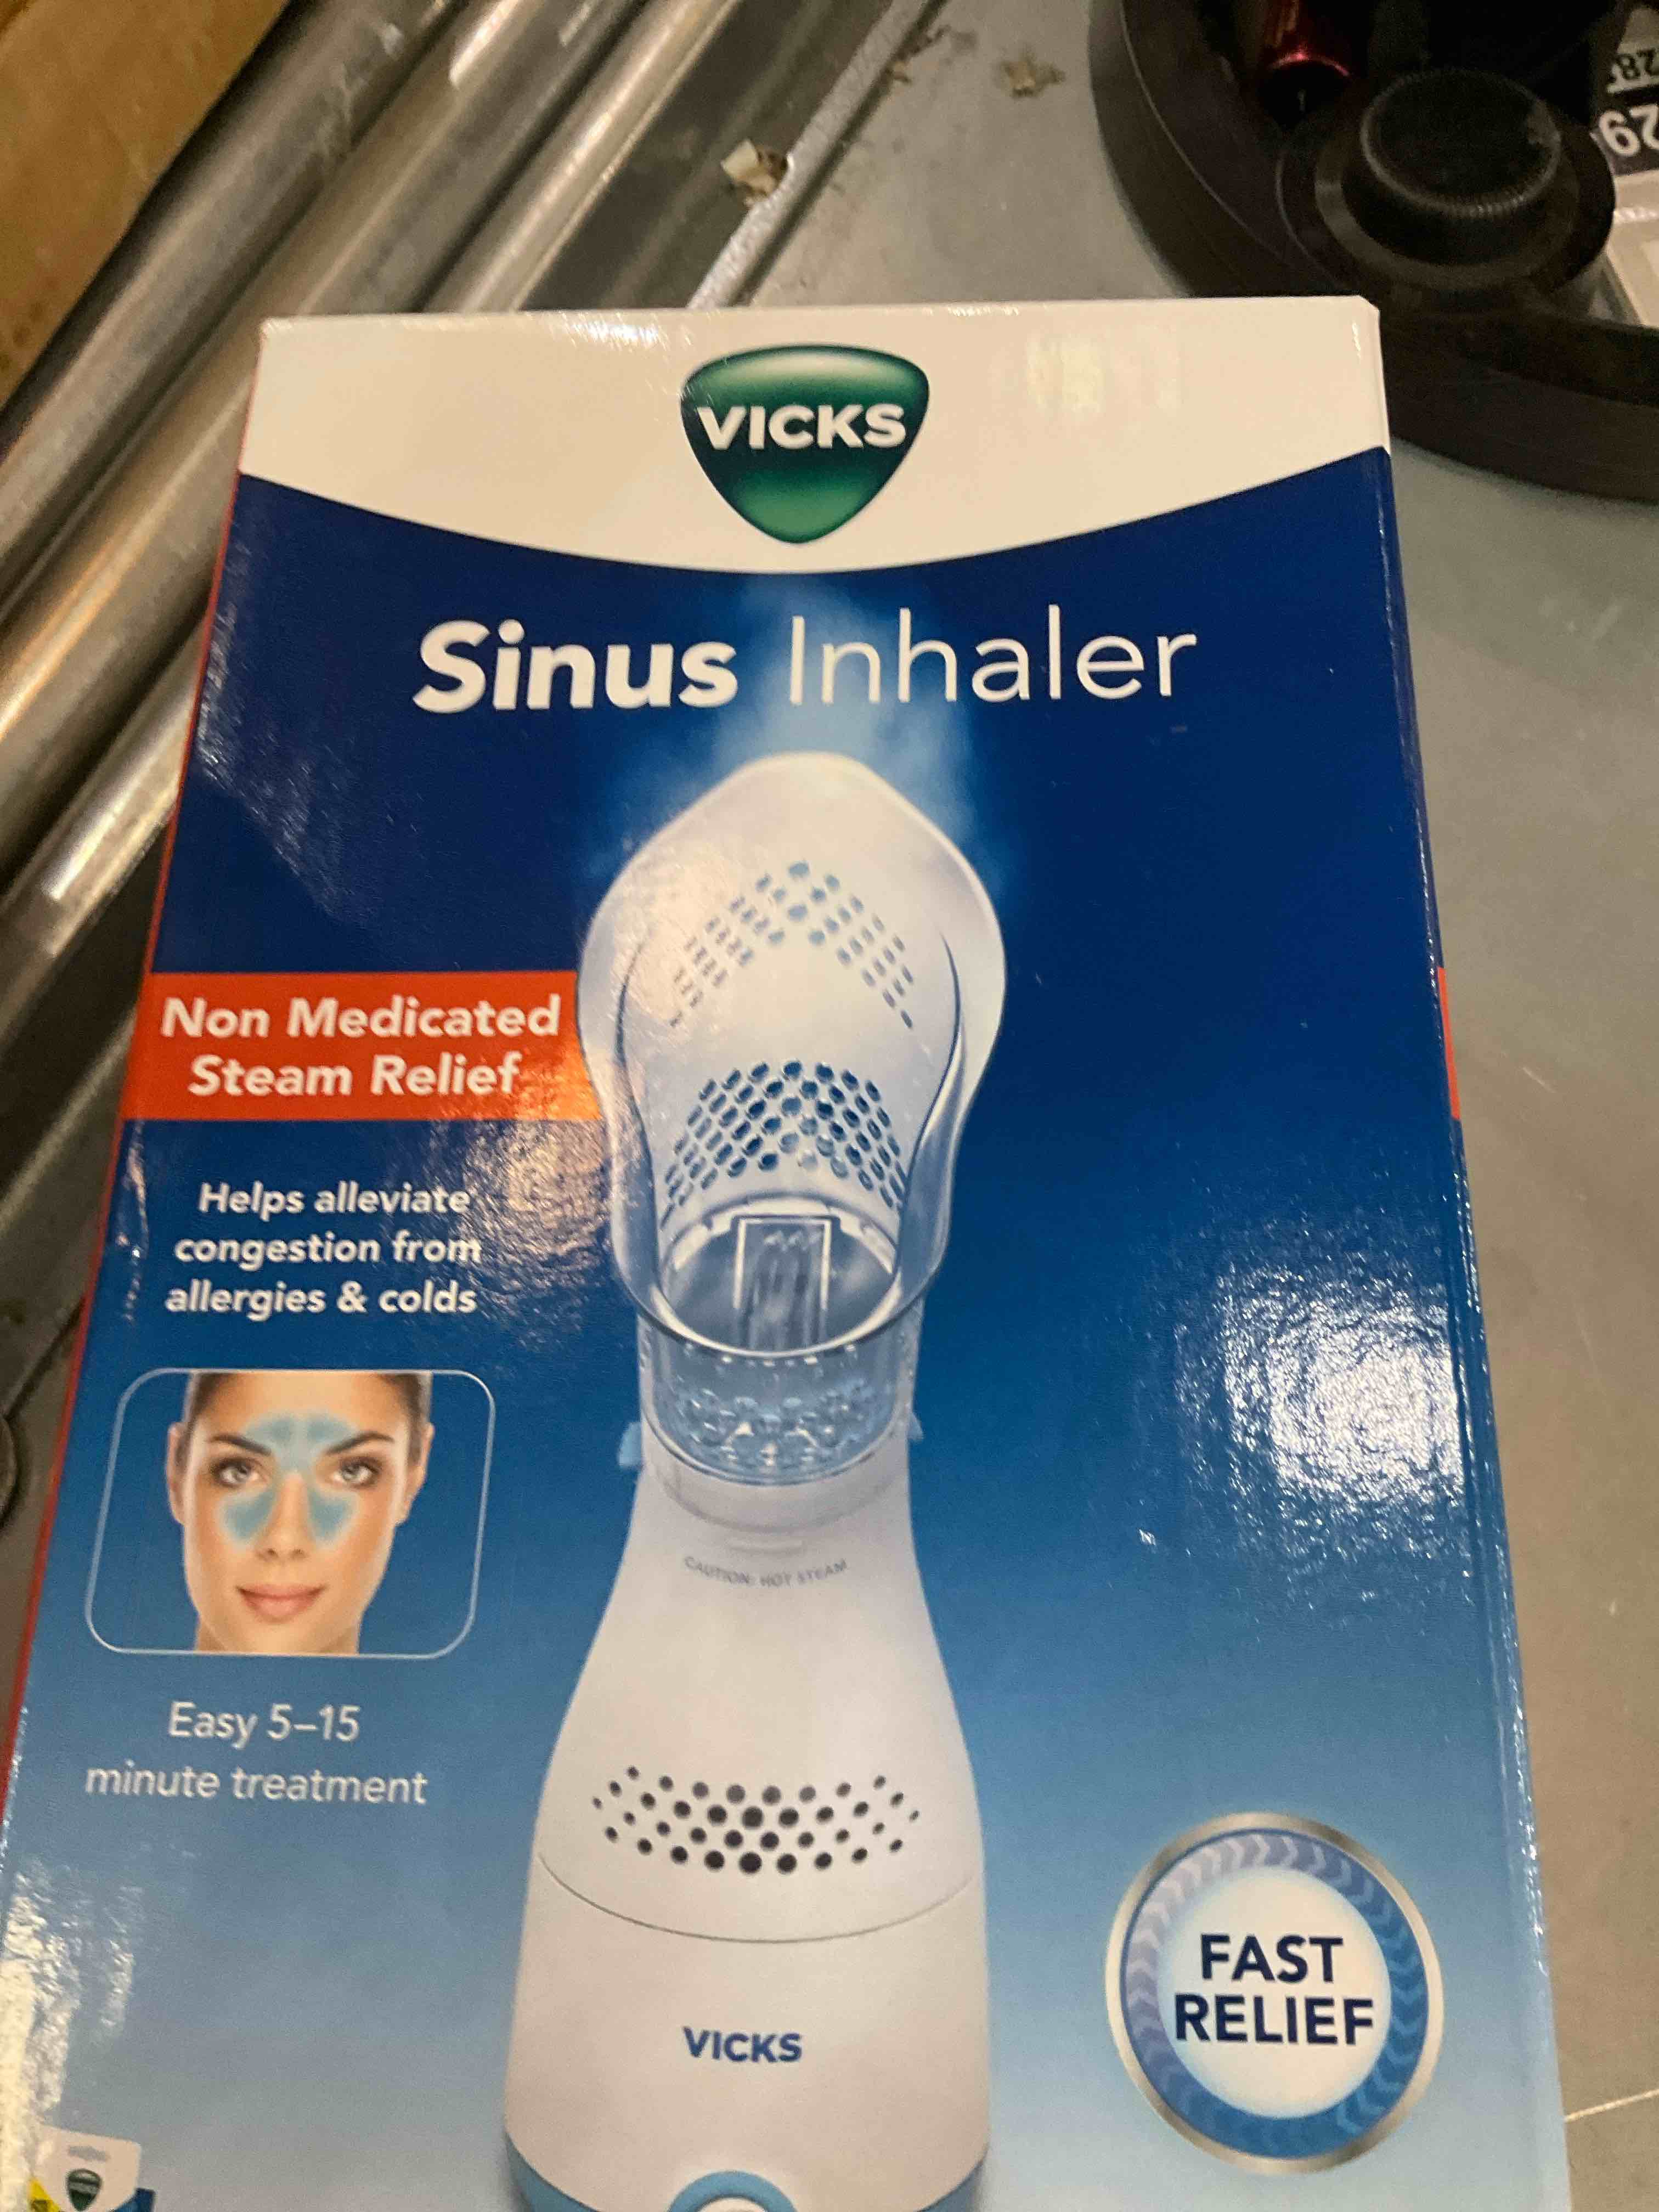 VICKS
Sinus Inhaler
Non Medicated
Steam Relief
Helps alleviate
congestion from
allergies & colds
CAUTION: HOT STEAM
Easy 5–15
minute treatment
FAST
RELIEF
VICKS